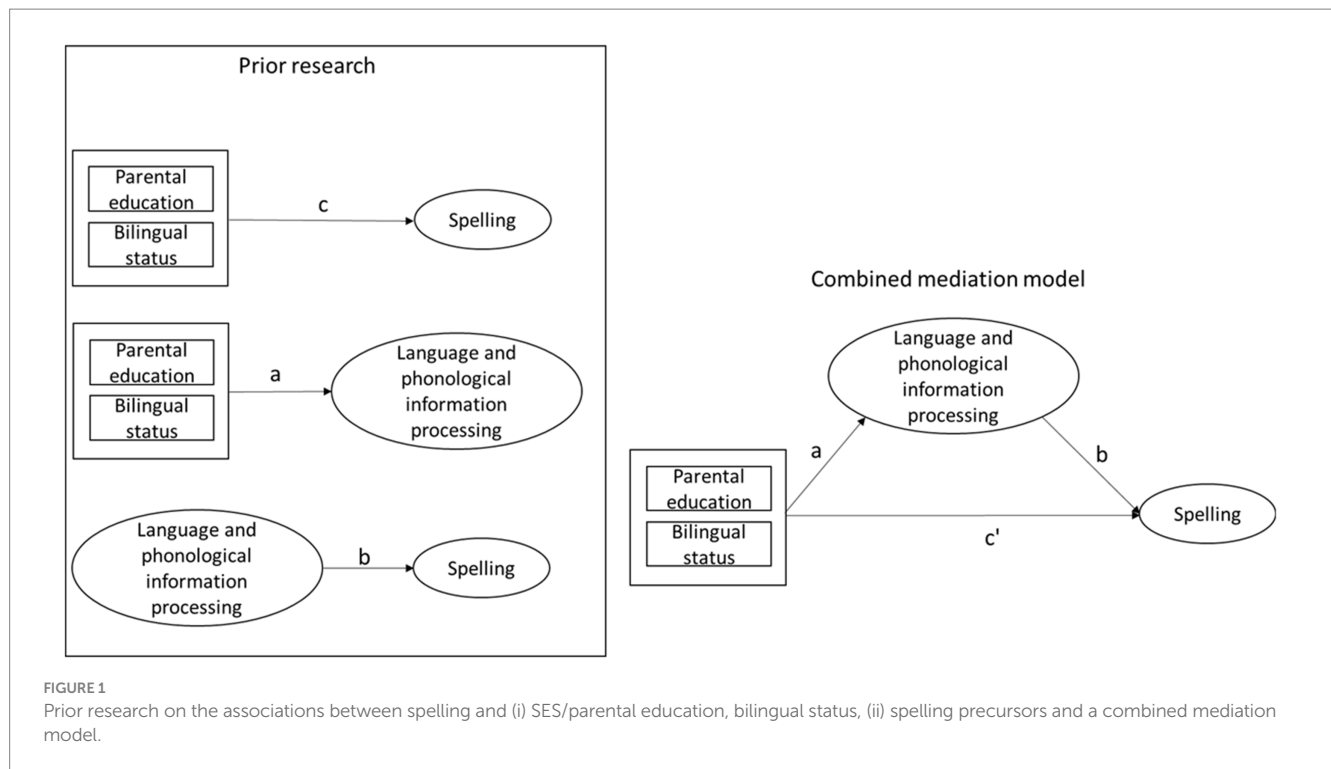 Prior research
Parental
education
Bilingual
status
c
Spelling
Parental
education
Bilingual
status
a
Language and
phonological
information
processing
Language and
phonological
information
processing
b
Spelling
Combined mediation model
Language and
phonological
information
processing
a
b
Parental
education
Bilingual
status
c'
Spelling
FIGURE 1
Prior research on the associations between spelling and (i) SES/parental education, bilingual status, (ii) spelling precursors and a combined mediation
model.